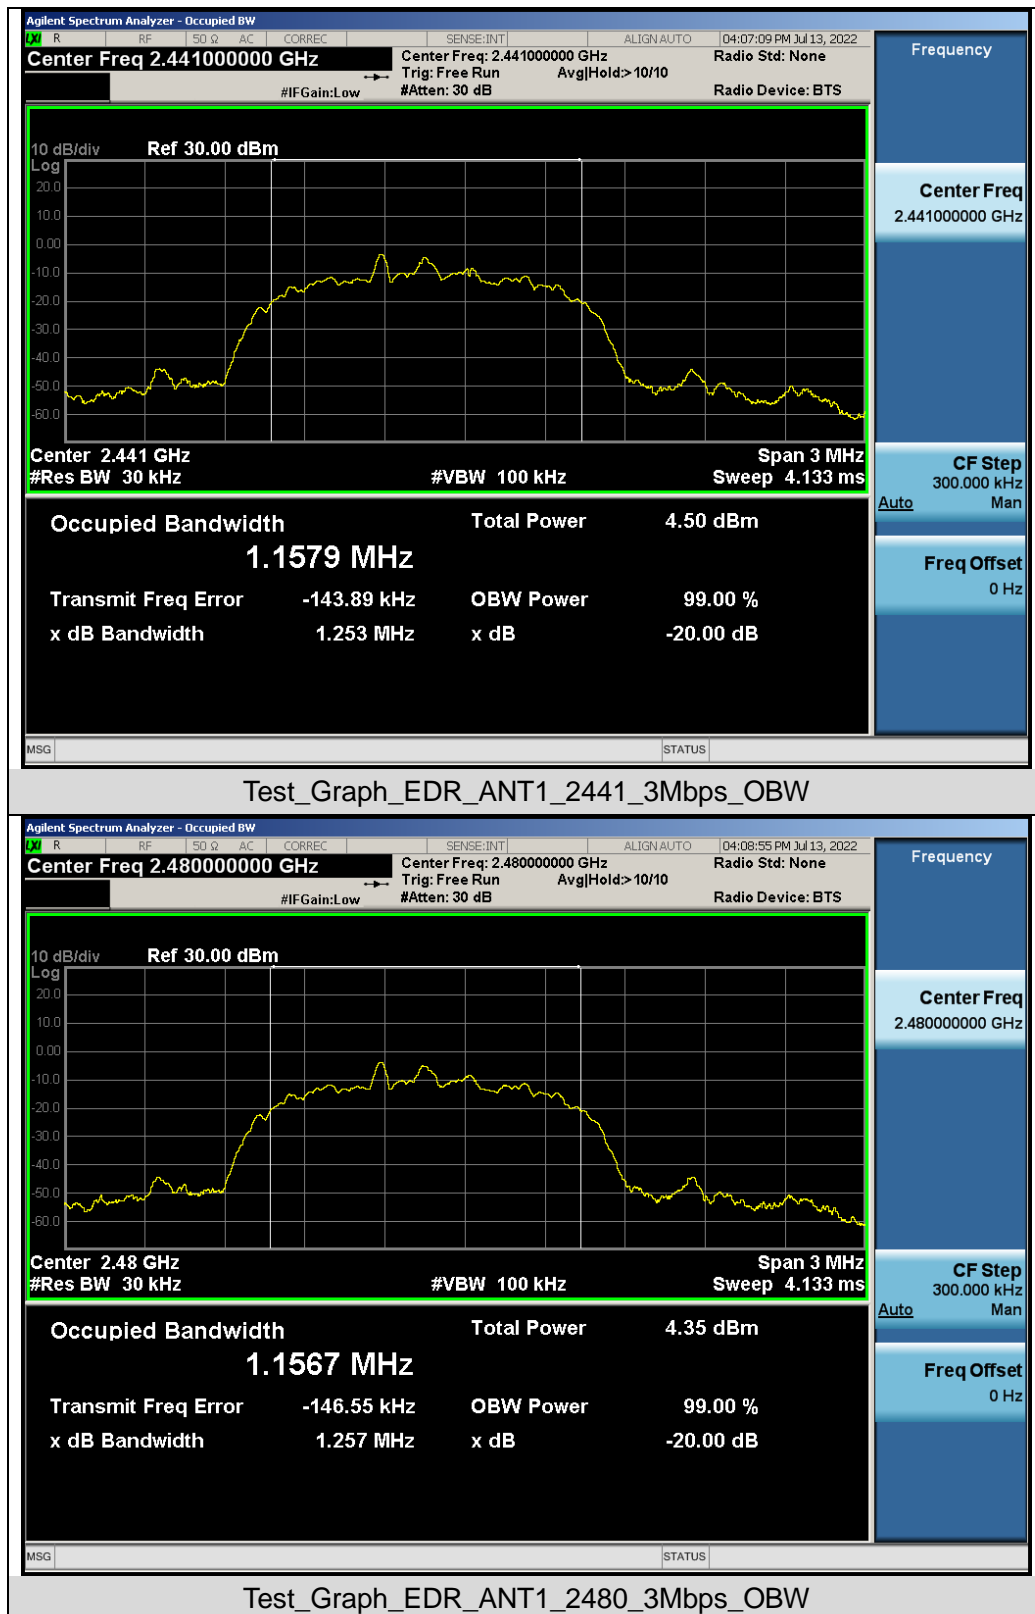 Agilent Spectrum Analyzer - Occupied BW
LXI R RF 50 Ω AC CORREC SENSE:INT ALIGN AUTO 04:07:09 PM Jul 13, 2022
Center Freq 2.441000000 GHz Center Freq: 2.441000000 GHz Radio Std: None Frequency
Trig: Free Run Avg|Hold:> 10/10
#IFGain:Low #Atten: 30 dB Radio Device: BTS
10 dB/div Ref 30.00 dBm
Log
20.0
Center Freq
2.441000000 GHz
10.0
0.00
-10.0
-20.0
-30.0
-40.0
-50.0
-60.0
Center 2.441 GHz Span 3 MHz
#Res BW 30 kHz #VBW 100 kHz Sweep 4.133 ms
CF Step
300.000 kHz
Auto Man
Occupied Bandwidth Total Power 4.50 dBm
1.1579 MHz
Freq Offset
0 Hz
Transmit Freq Error -143.89 kHz OBW Power 99.00 %
x dB Bandwidth 1.253 MHz x dB -20.00 dB
MSG STATUS
Test_Graph_EDR_ANT1_2441_3Mbps_OBW
Agilent Spectrum Analyzer - Occupied BW
LXI R RF 50 Ω AC CORREC SENSE:INT ALIGN AUTO 04:08:55 PM Jul 13, 2022
Center Freq 2.480000000 GHz Center Freq: 2.480000000 GHz Radio Std: None Frequency
Trig: Free Run Avg|Hold:> 10/10
#IFGain:Low #Atten: 30 dB Radio Device: BTS
10 dB/div Ref 30.00 dBm
Log
20.0
Center Freq
2.480000000 GHz
10.0
0.00
-10.0
-20.0
-30.0
-40.0
-50.0
-60.0
Center 2.48 GHz Span 3 MHz
#Res BW 30 kHz #VBW 100 kHz Sweep 4.133 ms
CF Step
300.000 kHz
Auto Man
Occupied Bandwidth Total Power 4.35 dBm
1.1567 MHz
Freq Offset
0 Hz
Transmit Freq Error -146.55 kHz OBW Power 99.00 %
x dB Bandwidth 1.257 MHz x dB -20.00 dB
MSG STATUS
Test_Graph_EDR_ANT1_2480_3Mbps_OBW